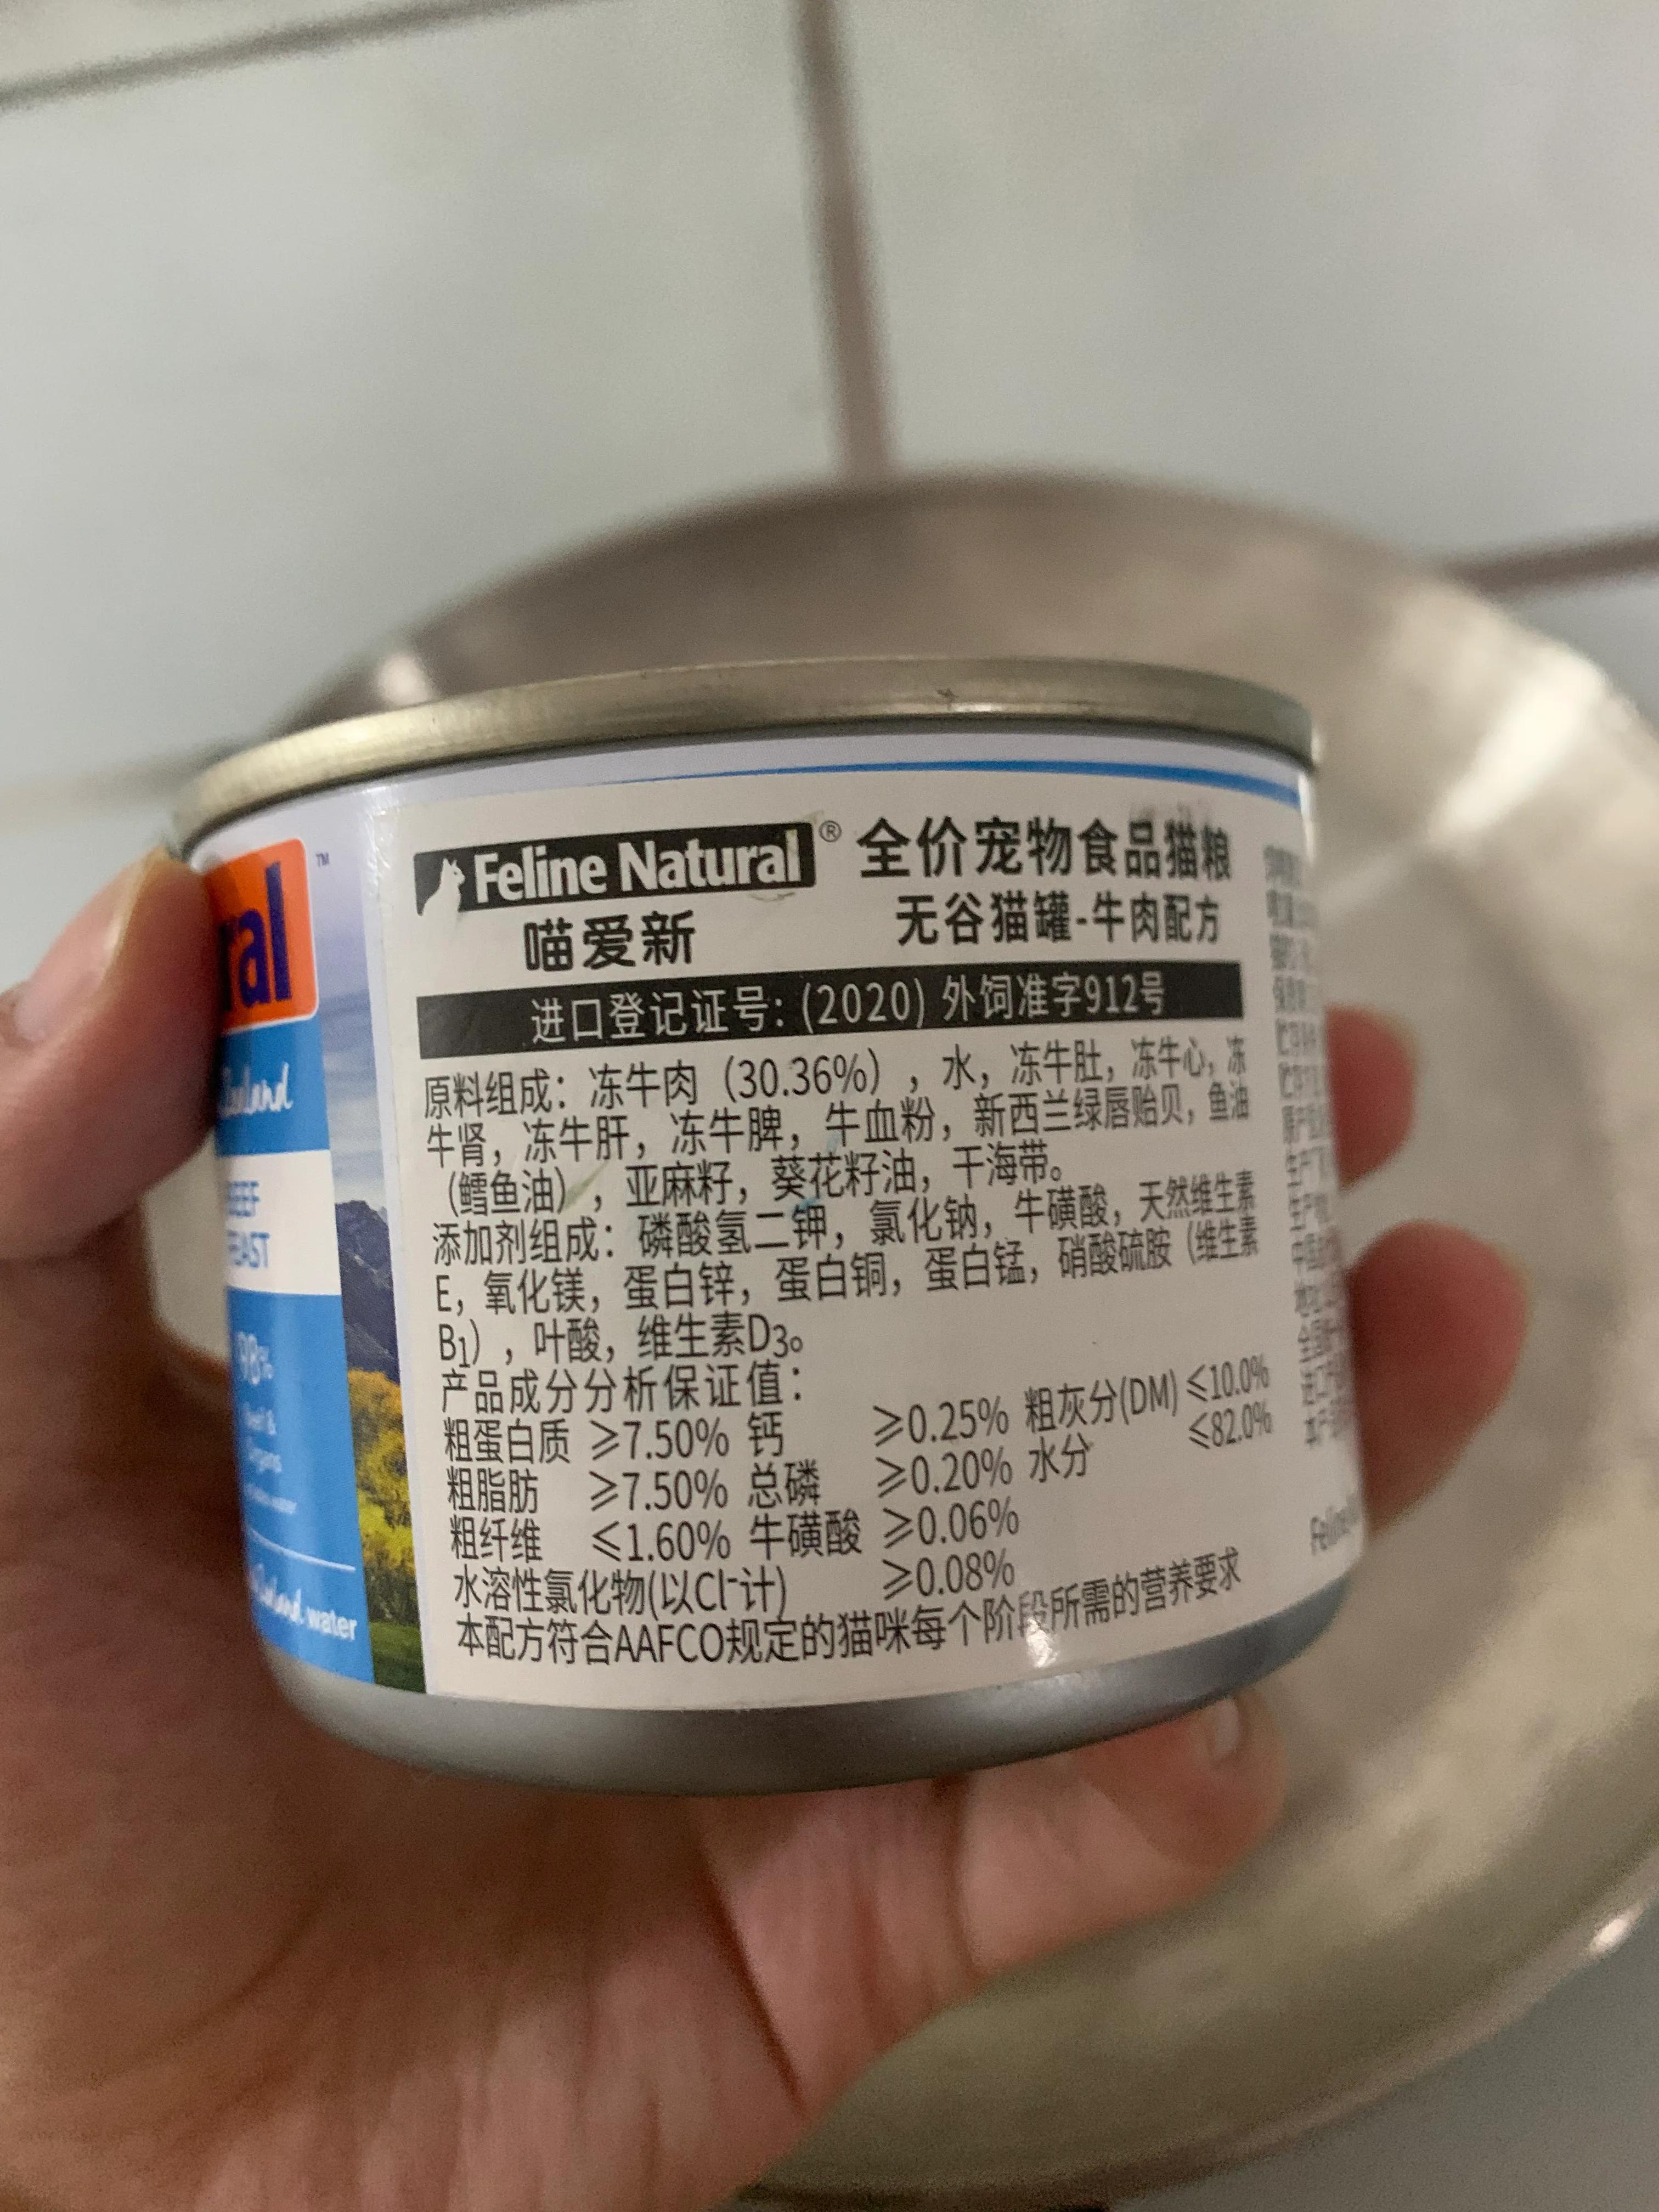 ral
™
Zealand
BEEF
FEAST
98%
Beef &
Organs
Zealand water
Feline Natural ® 全价宠物食品猫粮
喵爱新 无谷猫罐-牛肉配方
进口登记证号: (2020) 外饲准字912号
原料组成：冻牛肉（30.36%），水，冻牛肚，冻牛心，冻
牛肾，冻牛肝，冻牛脾，牛血粉，新西兰绿唇贻贝，鱼油
（鳕鱼油），亚麻籽，葵花籽油，干海带。
添加剂组成：磷酸氢二钾，氯化钠，牛磺酸，天然维生素
E，氧化镁，蛋白锌，蛋白铜，蛋白锰，硝酸硫胺（维生素
B1），叶酸，维生素D3。
产品成分分析保证值：
粗蛋白质 ≥7.50% 钙 ≥0.25% 粗灰分(DM) ≤10.0%
粗脂肪 ≥7.50% 总磷 ≥0.20% 水分 ≤82.0%
粗纤维 ≤1.60% 牛磺酸 ≥0.06%
水溶性氯化物(以Cl-计) ≥0.08%
本配方符合AAFCO规定的猫咪每个阶段所需的营养要求